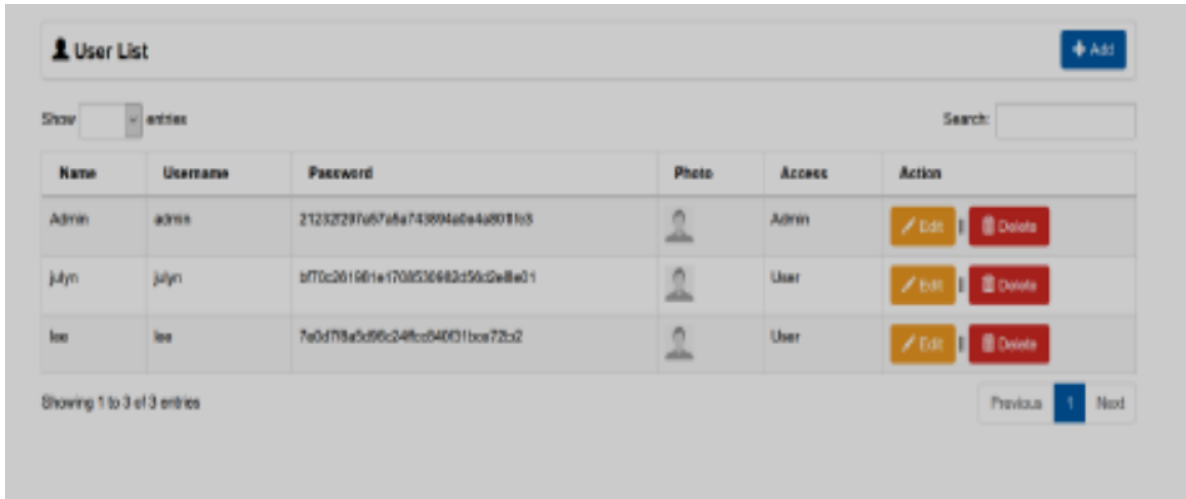 User List
Add
Show entries
Search:
Name Username Password Photo Access Action
Admin admin 21232f297a57a5a743894a0e4a801fc3 Admin Edit | Delete
julyn julyn User Edit | Delete
lee lee User Edit | Delete
Showing 1 to 3 of 3 entries
Previous 1 Next